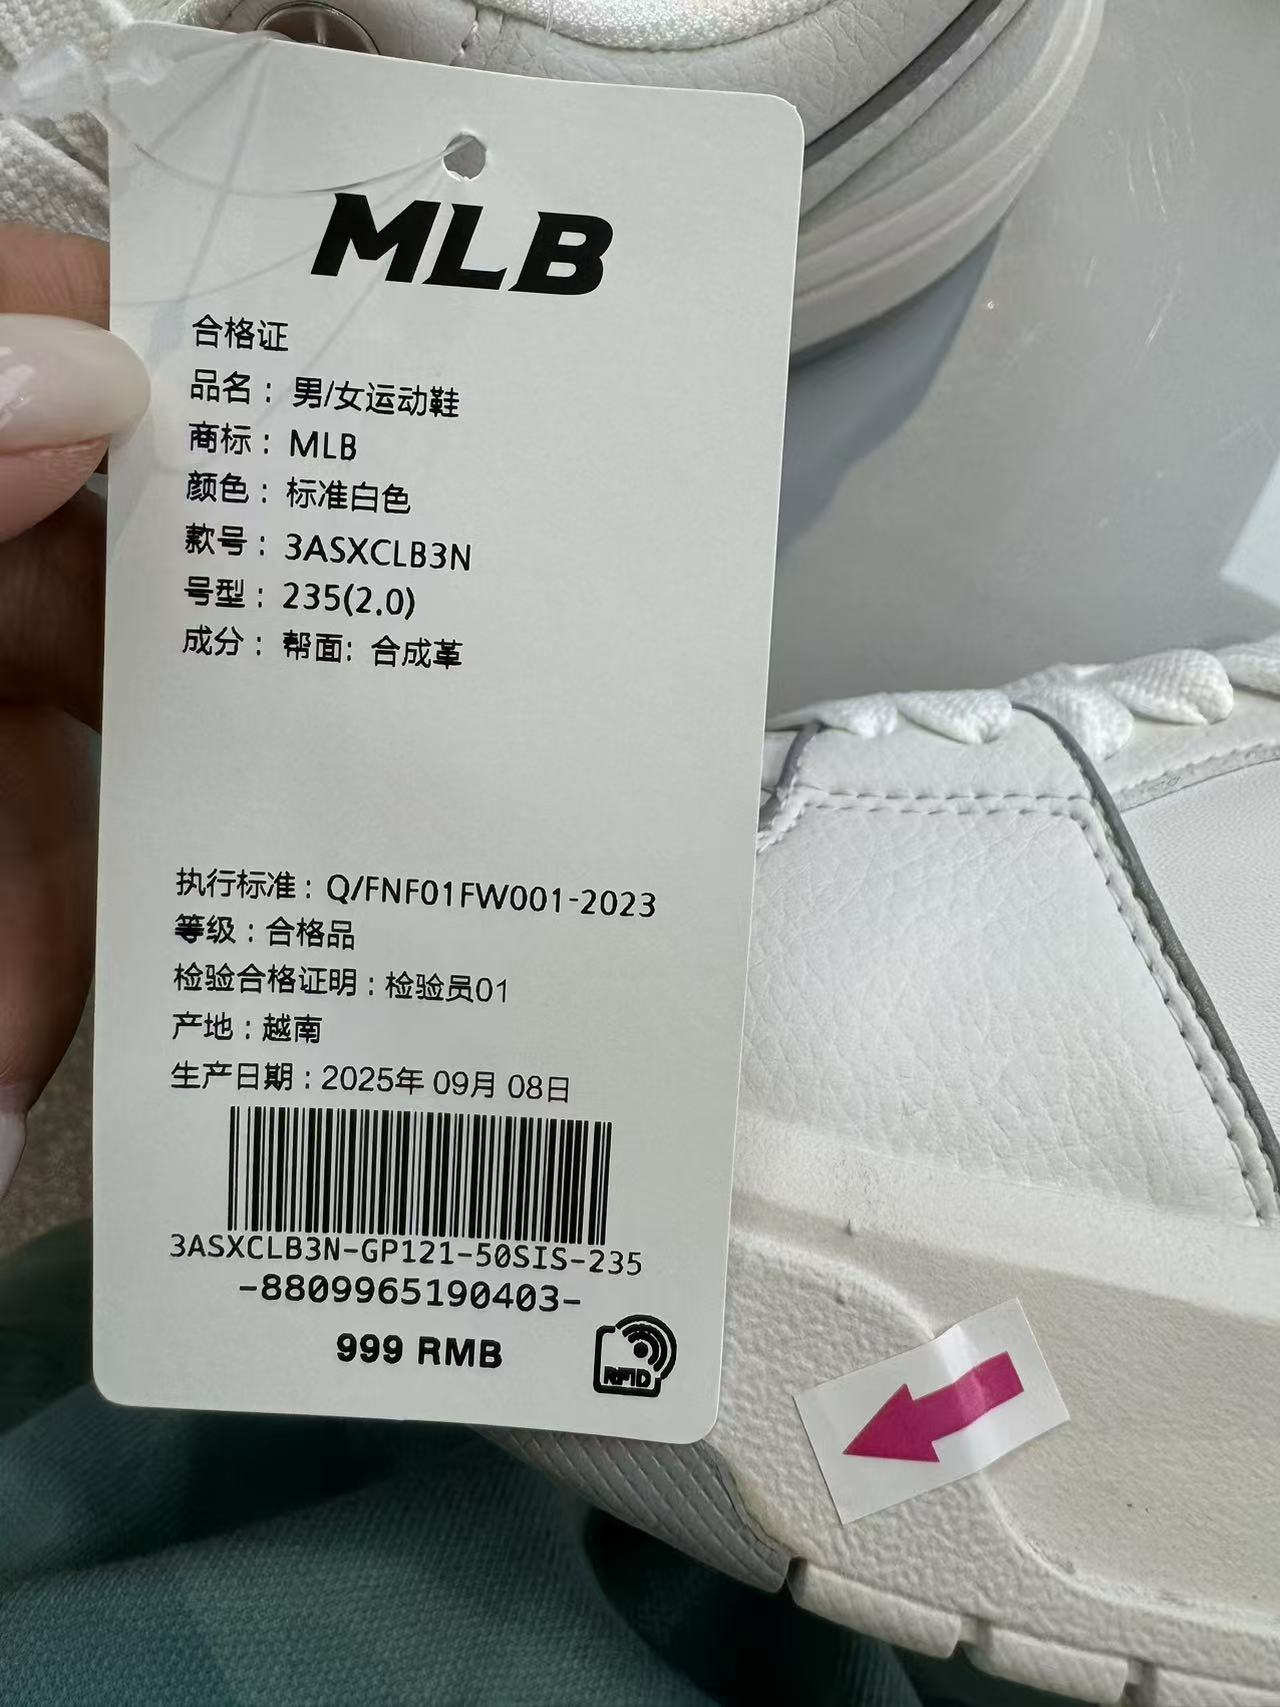 MLB
合格证
品名：男/女运动鞋
商标：MLB
颜色：标准白色
款号：3ASXCLB3N
号型：235(2.0)
成分：帮面：合成革
执行标准：Q/FNF01FW001-2023
等级：合格品
检验合格证明：检验员01
产地：越南
生产日期：2025年 09月 08日
3ASXCLB3N-GP121-50SIS-235
-8809965190403-
999 RMB
RFID